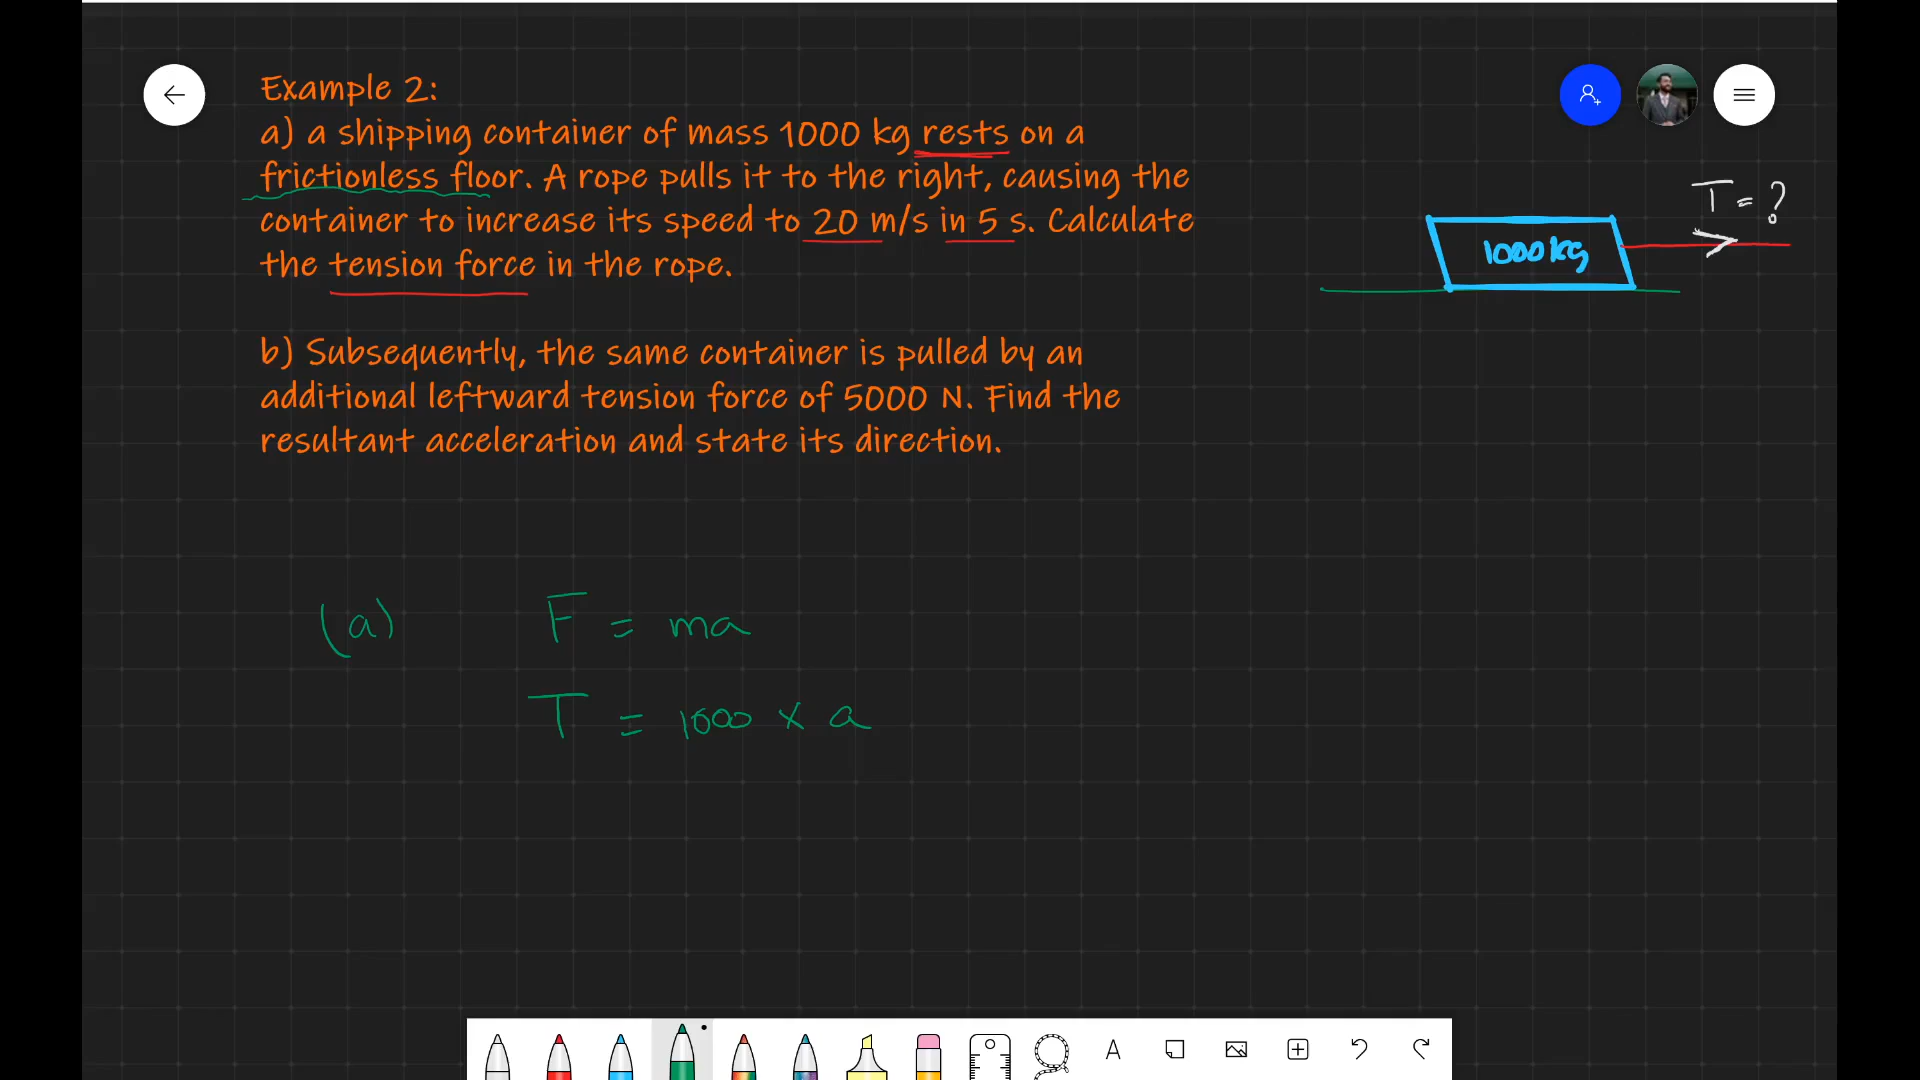 Example 2:
a) a shipping container of mass 1000 kg rests on a
frictionless floor. A rope pulls it to the right, causing the
container to increase its speed to 20 m/s in 5 s. Calculate
the tension force in the rope.
b) Subsequently, the same container is pulled by an
additional leftward tension force of 5000 N. Find the
resultant acceleration and state its direction.
T = ?
1000 kg
(a) F = ma
T = 1000 x a
A